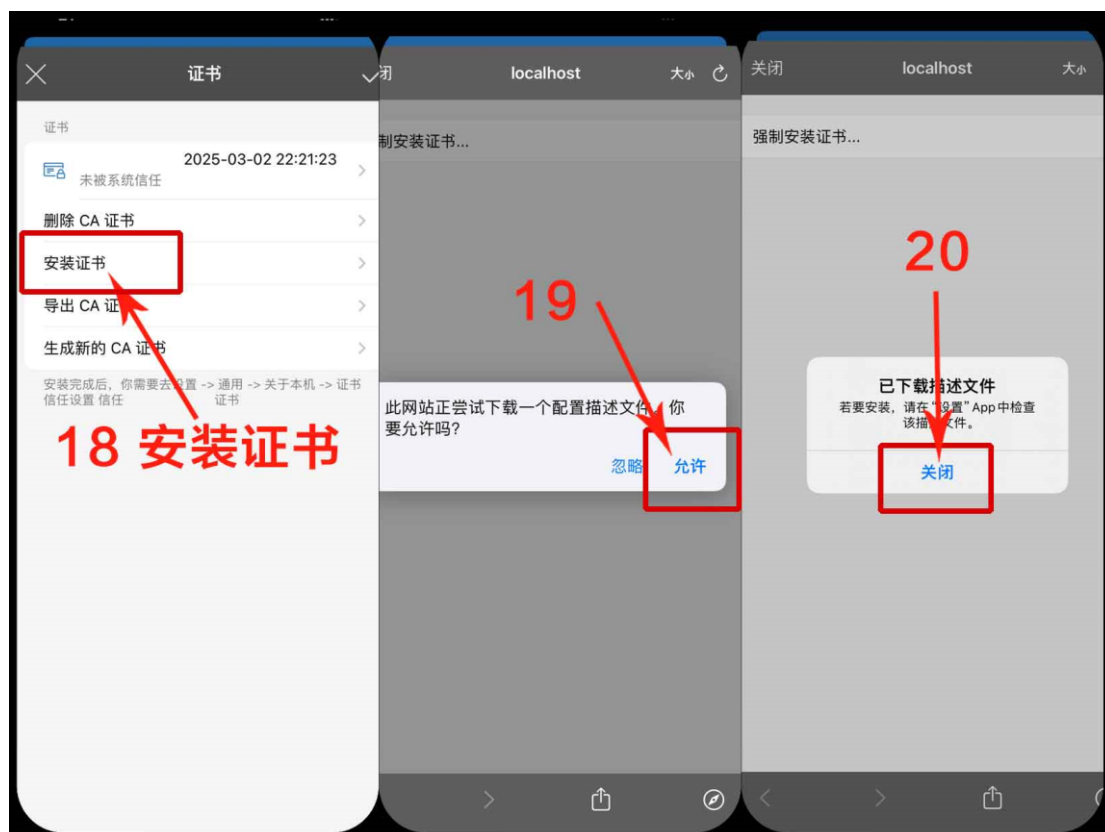 证书
证书
2025-03-02 22:21:23
未被系统信任
删除 CA 证书
安装证书
导出 CA 证
生成新的 CA 证书
安装完成后，你需要去设置 -> 通用 -> 关于本机 -> 证书
信任设置 信任 证书
18 安装证书
闭
localhost
大小
制安装证书...
19
此网站正尝试下载一个配置描述文件。你
要允许吗?
忽略
允许
关闭
localhost
大小
强制安装证书...
20
已下载描述文件
若要安装，请在“设置”App中检查
该描述文件。
关闭